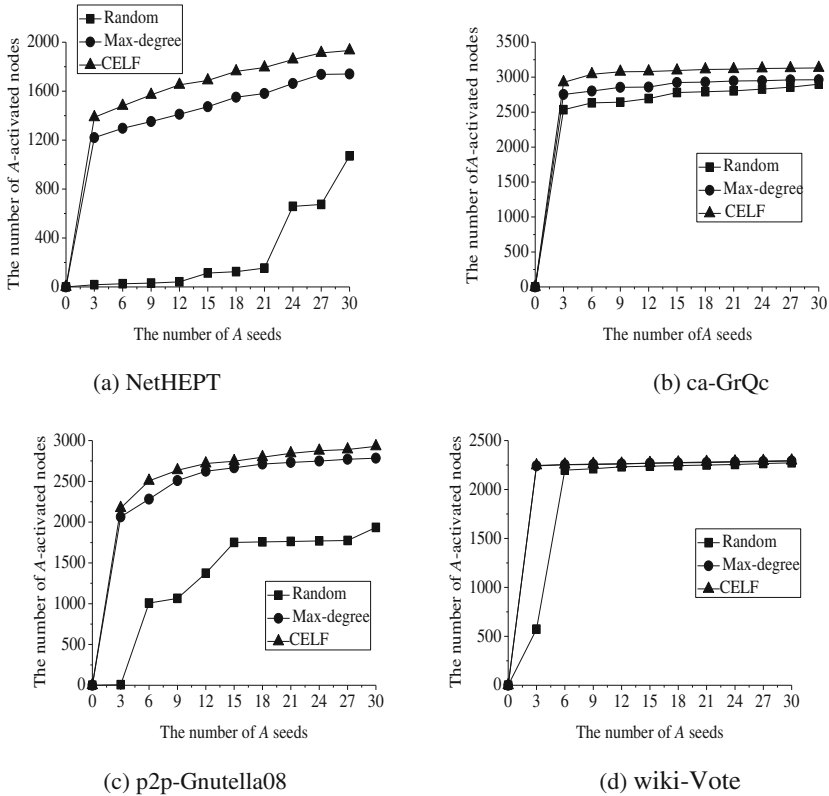 Random
Max-degree
CELF
The number of A-activated nodes
2000
1600
1200
800
400
0
0 3 6 9 12 15 18 21 24 27 30
The number of A seeds
(a) NetHEPT
The number ofA-activated nodes
3500
3000
2500
2000
1500
1000
500
0
Random
Max-degree
CELF
0 3 6 9 12 15 18 21 24 27 30
The number of A seeds
(b) ca-GrQc
The number of A-activated nodes
3000
2500
2000
1500
1000
500
0
Random
Max-degree
CELF
0 3 6 9 12 15 18 21 24 27 30
The number of A seeds
(c) p2p-Gnutella08
The number of A-activated nodes
2500
2000
1500
1000
500
0
Random
Max-degree
CELF
0 3 6 9 12 15 18 21 24 27 30
The number of A seeds
(d) wiki-Vote